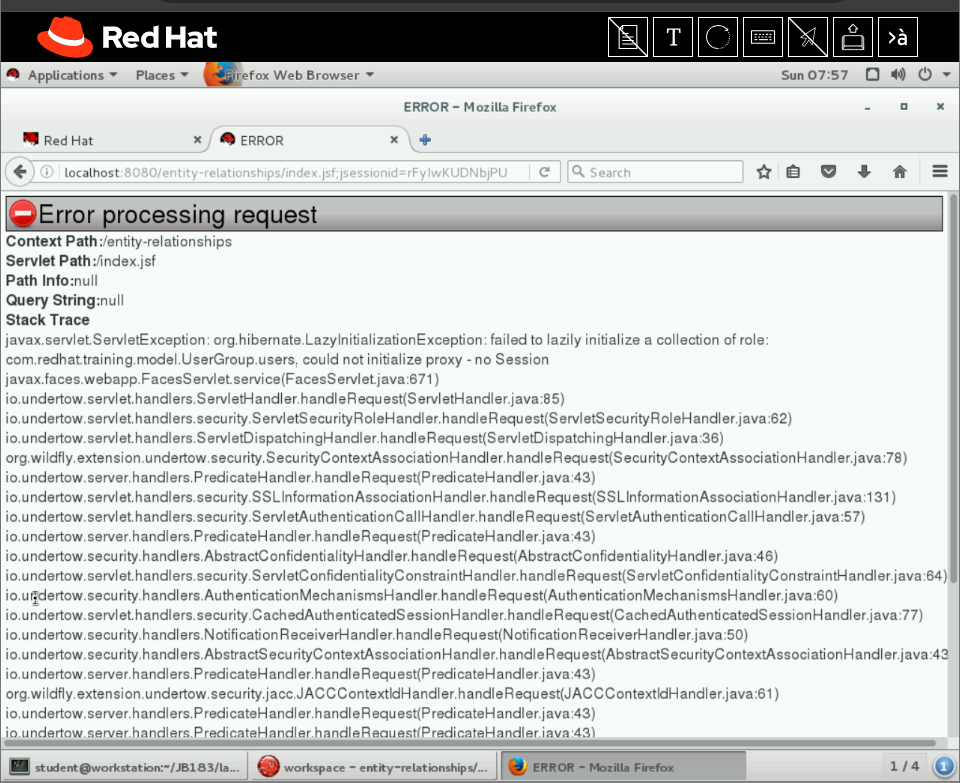 Red Hat
T
>à
Applications
Places
Firefox Web Browser
Sun 07:57
ERROR – Mozilla Firefox
Red Hat
ERROR
localhost:8080/entity-relationships/index.jsf;jsessionid=rFyIwKUDNbjPU
Search
Error processing request
Context Path:/entity-relationships
Servlet Path:/index.jsf
Path Info:null
Query String:null
Stack Trace
javax.servlet.ServletException: org.hibernate.LazyInitializationException: failed to lazily initialize a collection of role:
com.redhat.training.model.UserGroup.users, could not initialize proxy - no Session
javax.faces.webapp.FacesServlet.service(FacesServlet.java:671)
io.undertow.servlet.handlers.ServletHandler.handleRequest(ServletHandler.java:85)
io.undertow.servlet.handlers.security.ServletSecurityRoleHandler.handleRequest(ServletSecurityRoleHandler.java:62)
io.undertow.servlet.handlers.ServletDispatchingHandler.handleRequest(ServletDispatchingHandler.java:36)
org.wildfly.extension.undertow.security.SecurityContextAssociationHandler.handleRequest(SecurityContextAssociationHandler.java:78)
io.undertow.server.handlers.PredicateHandler.handleRequest(PredicateHandler.java:43)
io.undertow.servlet.handlers.security.SSLInformationAssociationHandler.handleRequest(SSLInformationAssociationHandler.java:131)
io.undertow.servlet.handlers.security.ServletAuthenticationCallHandler.handleRequest(ServletAuthenticationCallHandler.java:57)
io.undertow.server.handlers.PredicateHandler.handleRequest(PredicateHandler.java:43)
io.undertow.security.handlers.AbstractConfidentialityHandler.handleRequest(AbstractConfidentialityHandler.java:46)
io.undertow.servlet.handlers.security.ServletConfidentialityConstraintHandler.handleRequest(ServletConfidentialityConstraintHandler.java:64)
io.undertow.security.handlers.AuthenticationMechanismsHandler.handleRequest(AuthenticationMechanismsHandler.java:60)
io.undertow.servlet.handlers.security.CachedAuthenticatedSessionHandler.handleRequest(CachedAuthenticatedSessionHandler.java:77)
io.undertow.security.handlers.NotificationReceiverHandler.handleRequest(NotificationReceiverHandler.java:50)
io.undertow.security.handlers.AbstractSecurityContextAssociationHandler.handleRequest(AbstractSecurityContextAssociationHandler.java:43
io.undertow.server.handlers.PredicateHandler.handleRequest(PredicateHandler.java:43)
org.wildfly.extension.undertow.security.jacc.JACCContextIdHandler.handleRequest(JACCContextIdHandler.java:61)
io.undertow.server.handlers.PredicateHandler.handleRequest(PredicateHandler.java:43)
io.undertow.server.handlers.PredicateHandler.handleRequest(PredicateHandler.java:43)
student@workstation:~/JB183/la...
workspace – entity-relationships/...
ERROR – Mozilla Firefox
1 / 4
1